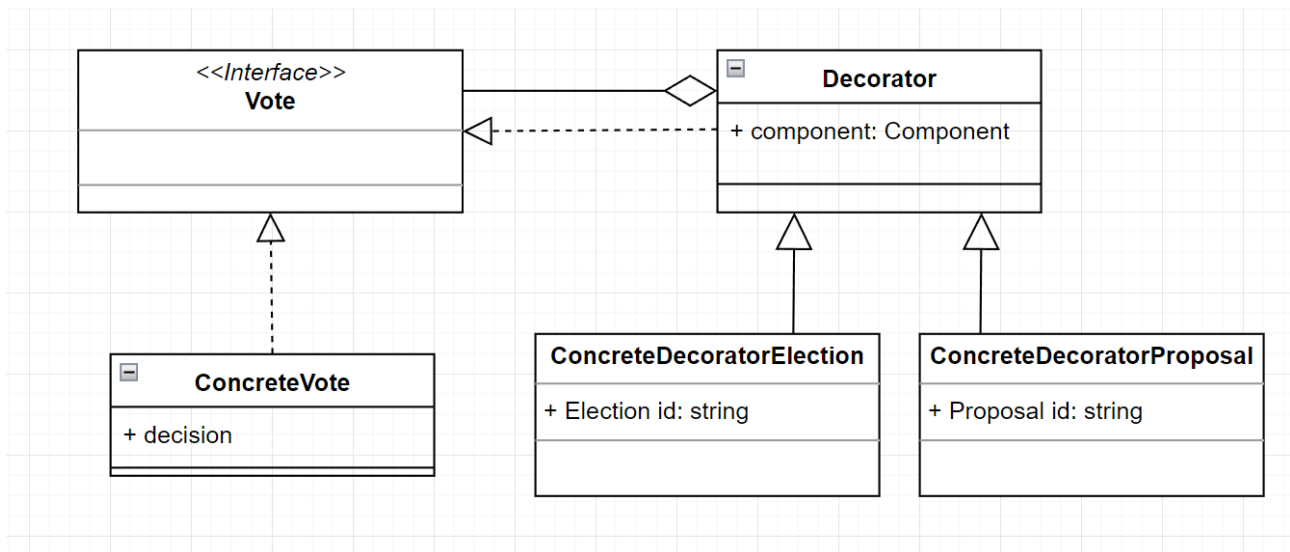 <<Interface>>
Vote
Decorator
+ component: Component
ConcreteVote
+ decision
ConcreteDecoratorElection
+ Election id: string
ConcreteDecoratorProposal
+ Proposal id: string